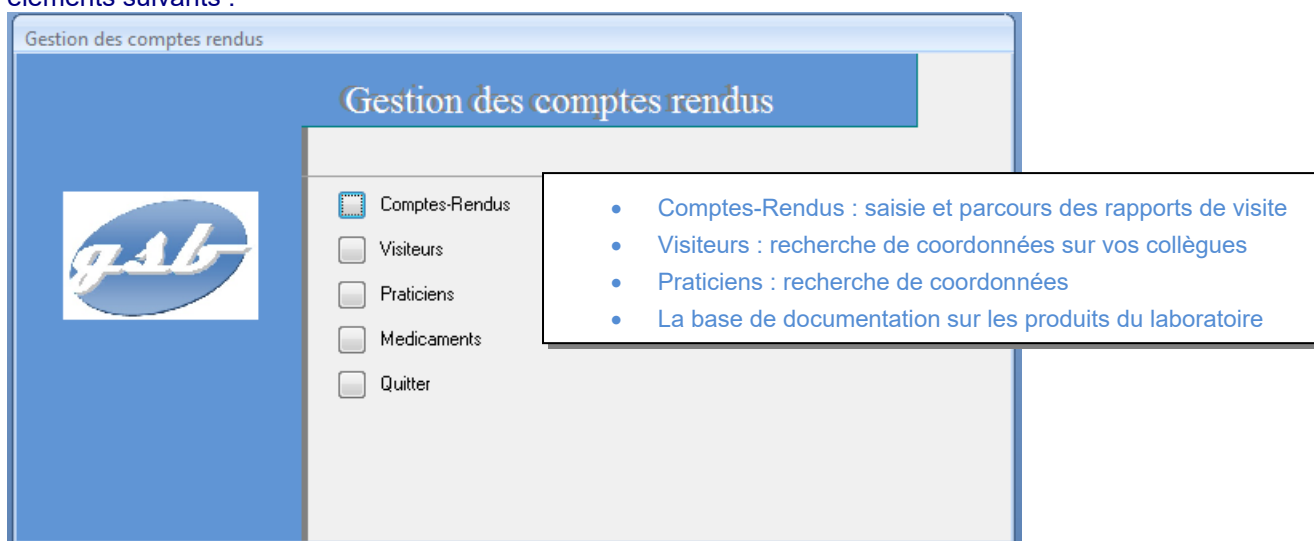 éléments suivants :
Gestion des comptes rendus
Gestion des comptes rendus
gsb
Comptes-Rendus
Visiteurs
Praticiens
Medicaments
Quitter
• Comptes-Rendus : saisie et parcours des rapports de visite
• Visiteurs : recherche de coordonnées sur vos collègues
• Praticiens : recherche de coordonnées
• La base de documentation sur les produits du laboratoire